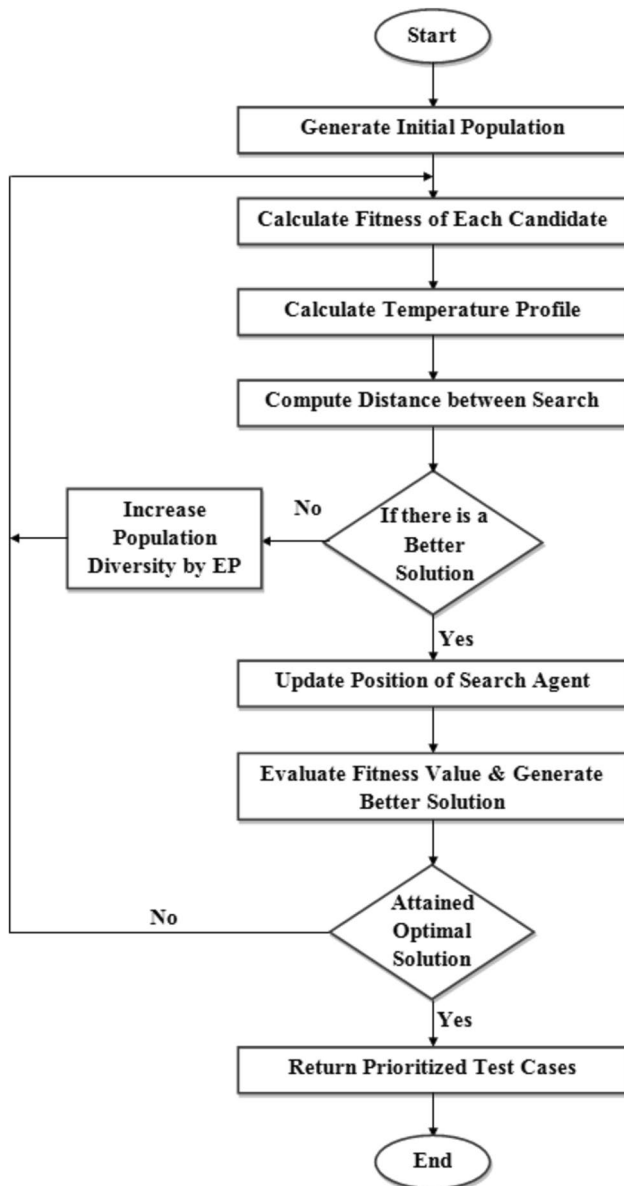 Start
Generate Initial Population
Calculate Fitness of Each Candidate
Calculate Temperature Profile
Compute Distance between Search
If there is a
Better
Solution
No
Increase
Population
Diversity by EP
Yes
Update Position of Search Agent
Evaluate Fitness Value & Generate
Better Solution
Attained
Optimal
Solution
No
Yes
Return Prioritized Test Cases
End